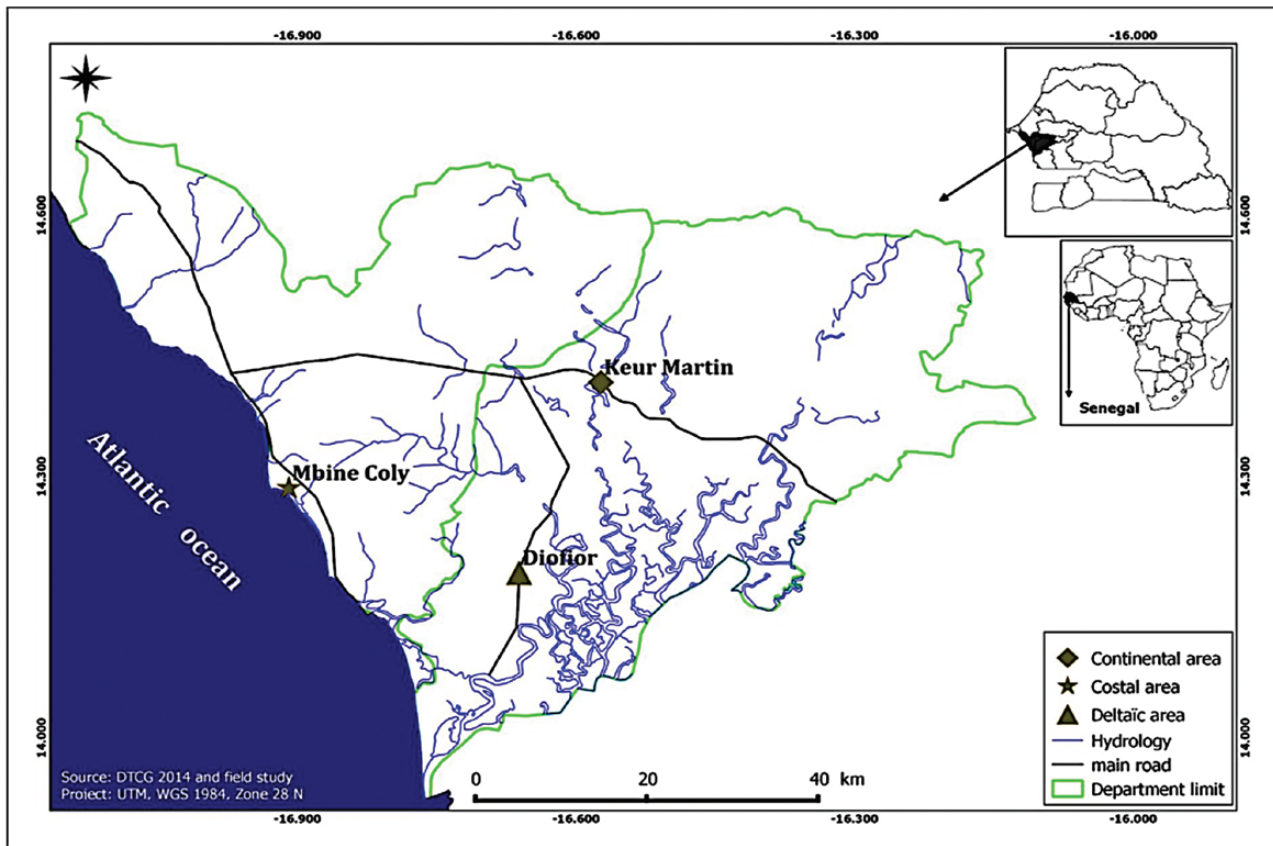 -16.900 -16.600 -16.300 -16.000
14.600 14.600
Keur Martin
Senegal
Atlantic ocean
Mbine Coly
14.300 14.300
Diofior
Continental area
Costal area
Deltaïc area
Hydrology
main road
Department limit
14.000 14.000
Source: DTCG 2014 and field study
Project: UTM, WGS 1984, Zone 28 N
0 20 40 km
-16.900 -16.600 -16.300 -16.000